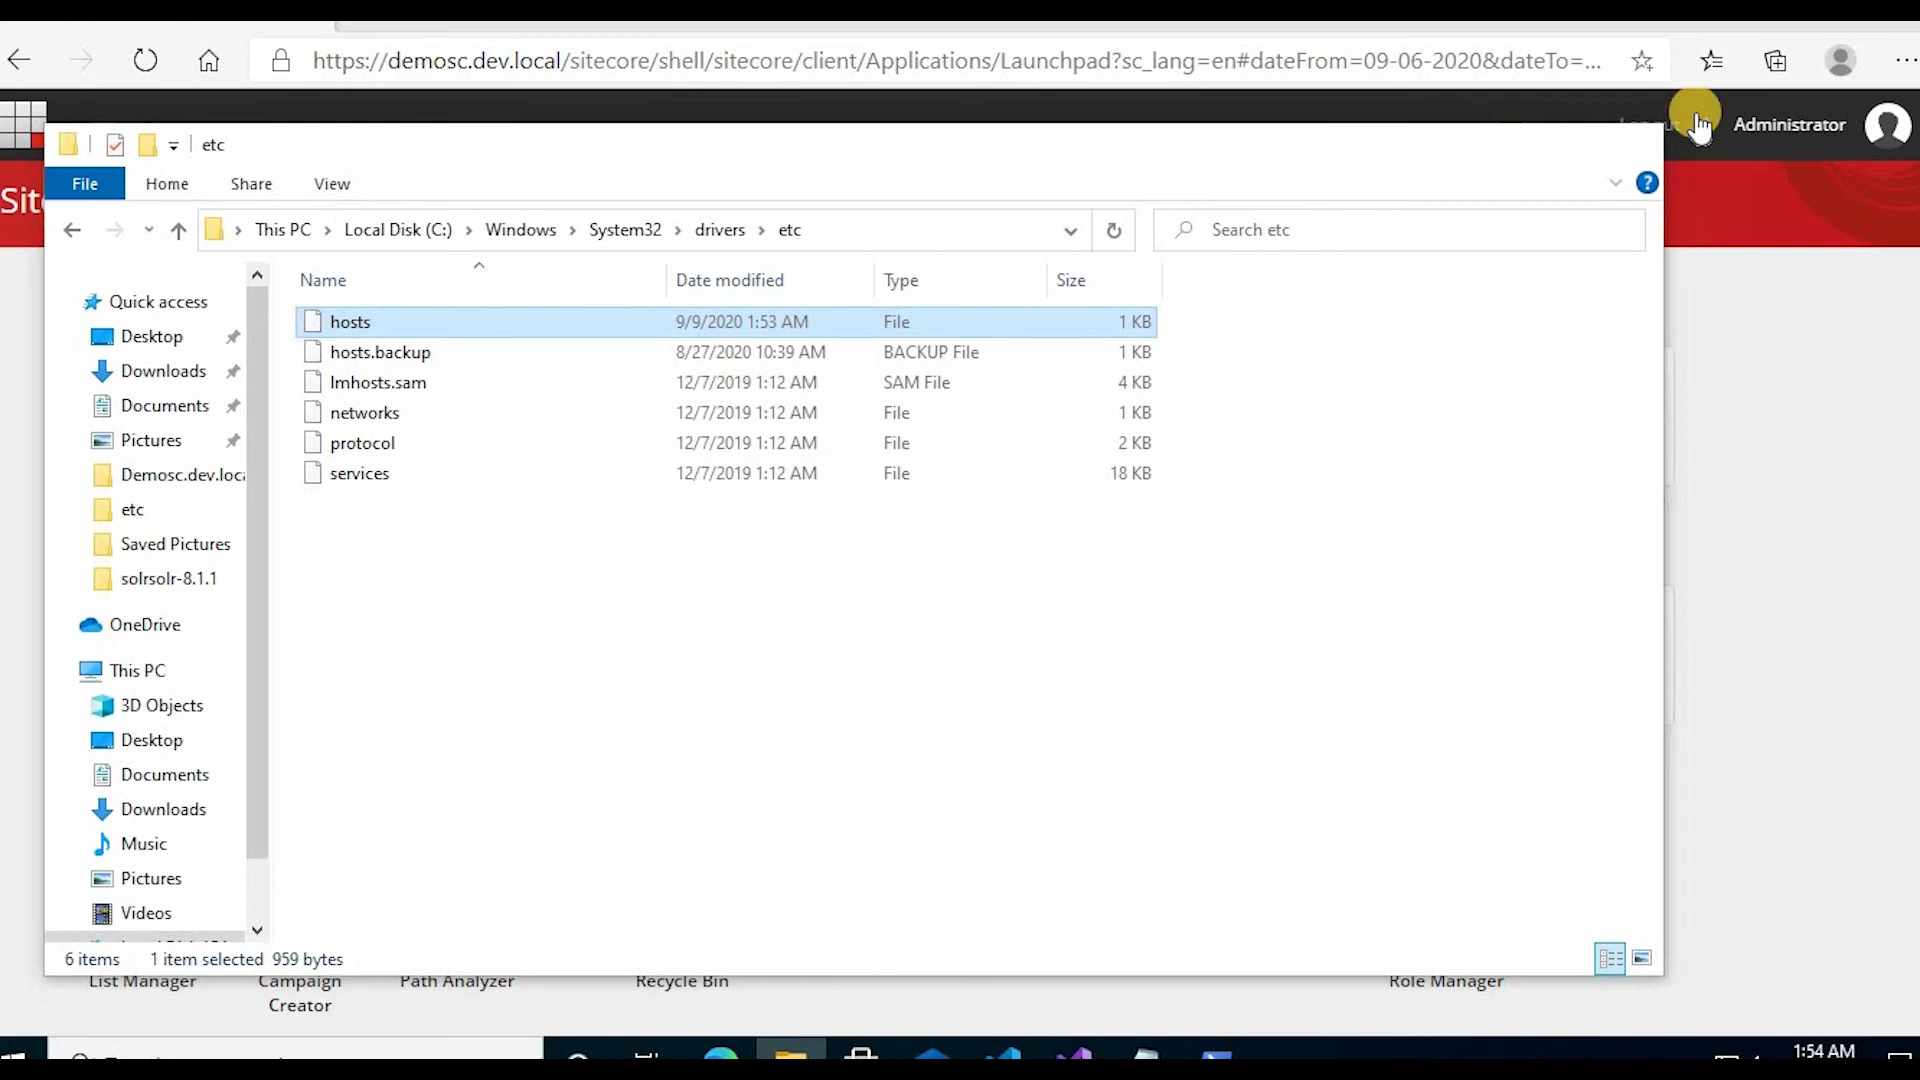 https://demosc.dev.local/sitecore/shell/sitecore/client/Applications/Launchpad?sc_lang=en#dateFrom=09-06-2020&dateTo=...
Administrator
etc
File Home Share View
This PC Local Disk (C:) Windows System32 drivers etc
Search etc
Name Date modified Type Size
hosts 9/9/2020 1:53 AM File 1 KB
hosts.backup 8/27/2020 10:39 AM BACKUP File 1 KB
lmhosts.sam 12/7/2019 1:12 AM SAM File 4 KB
networks 12/7/2019 1:12 AM File 1 KB
protocol 12/7/2019 1:12 AM File 2 KB
services 12/7/2019 1:12 AM File 18 KB
Quick access
Desktop
Downloads
Documents
Pictures
Demosc.dev.loca
etc
Saved Pictures
solrsolr-8.1.1
OneDrive
This PC
3D Objects
Desktop
Documents
Downloads
Music
Pictures
Videos
6 items 1 item selected 959 bytes
List Manager Campaign Creator Path Analyzer Recycle Bin Role Manager
1:54 AM